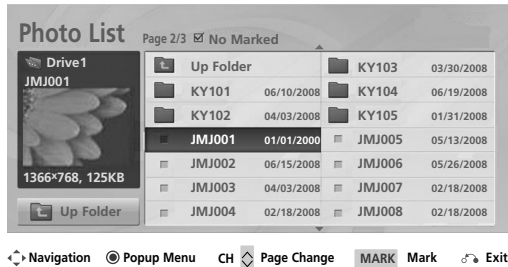 Photo List Page 2/3 No Marked
Drive1
JMJ001
1366×768, 125KB
Up Folder
Up Folder
KY101 06/10/2008
KY102 04/03/2008
JMJ001 01/01/2000
JMJ002 06/15/2008
JMJ003 04/03/2008
JMJ004 02/18/2008
KY103 03/30/2008
KY104 06/19/2008
KY105 01/31/2008
JMJ005 05/13/2008
JMJ006 05/26/2008
JMJ007 02/18/2008
JMJ008 02/18/2008
Navigation Popup Menu CH Page Change MARK Mark Exit